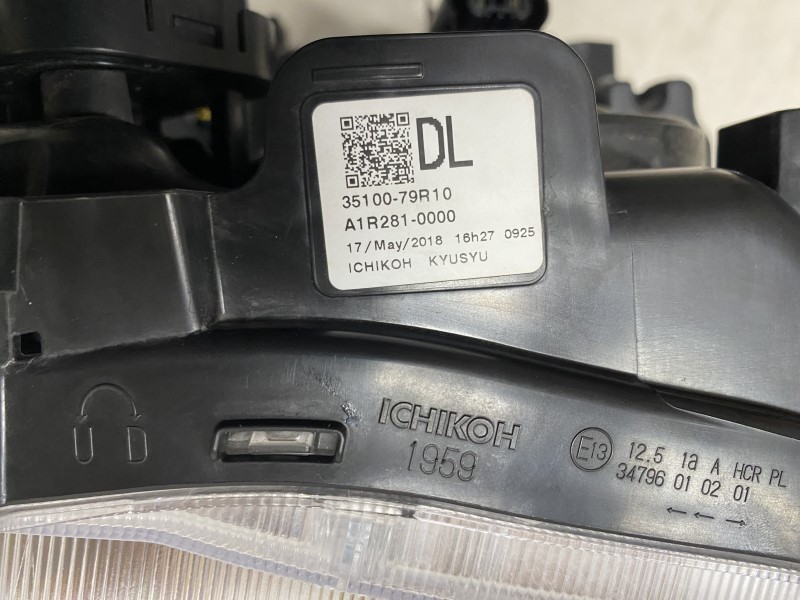 DL
35100-79R10
A1R281-0000
17/May/2018 16h27 0925
ICHIKOH KYUSYU
U D
ICHIKOH
1959
E13 12.5 1a A HCR PL
34796 01 02 01